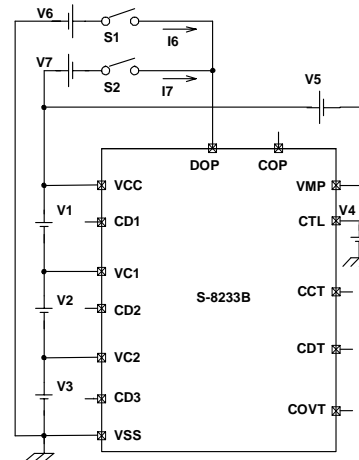 V6
S1
I6
V7
S2
I7
V5
DOP
COP
VCC
VMP
V1
CD1
CTL
V4
VC1
S-8233B
CCT
V2
CD2
VC2
CDT
V3
CD3
COVT
VSS